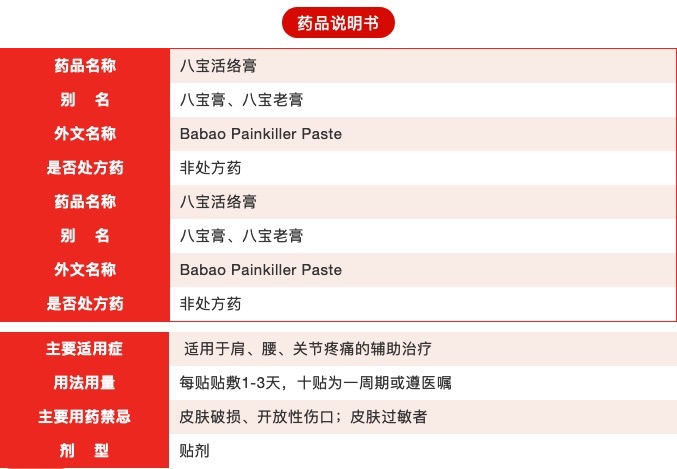 药品说明书
药品名称 八宝活络膏
别 名 八宝膏、八宝老膏
外文名称 Babao Painkiller Paste
是否处方药 非处方药
药品名称 八宝活络膏
别 名 八宝膏、八宝老膏
外文名称 Babao Painkiller Paste
是否处方药 非处方药
主要适用症 适用于肩、腰、关节疼痛的辅助治疗
用法用量 每贴贴敷1-3天，十贴为一周期或遵医嘱
主要用药禁忌 皮肤破损、开放性伤口；皮肤过敏者
剂 型 贴剂